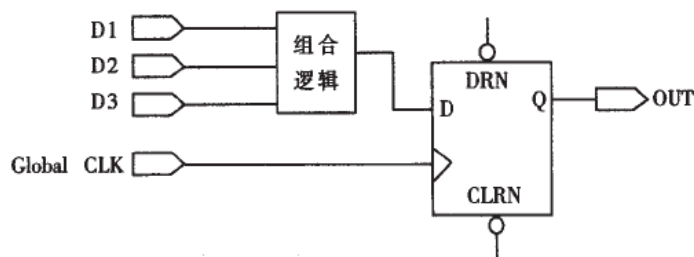 D1
D2
D3
组合
逻辑
DRN
D
Q
OUT
Global CLK
CLRN